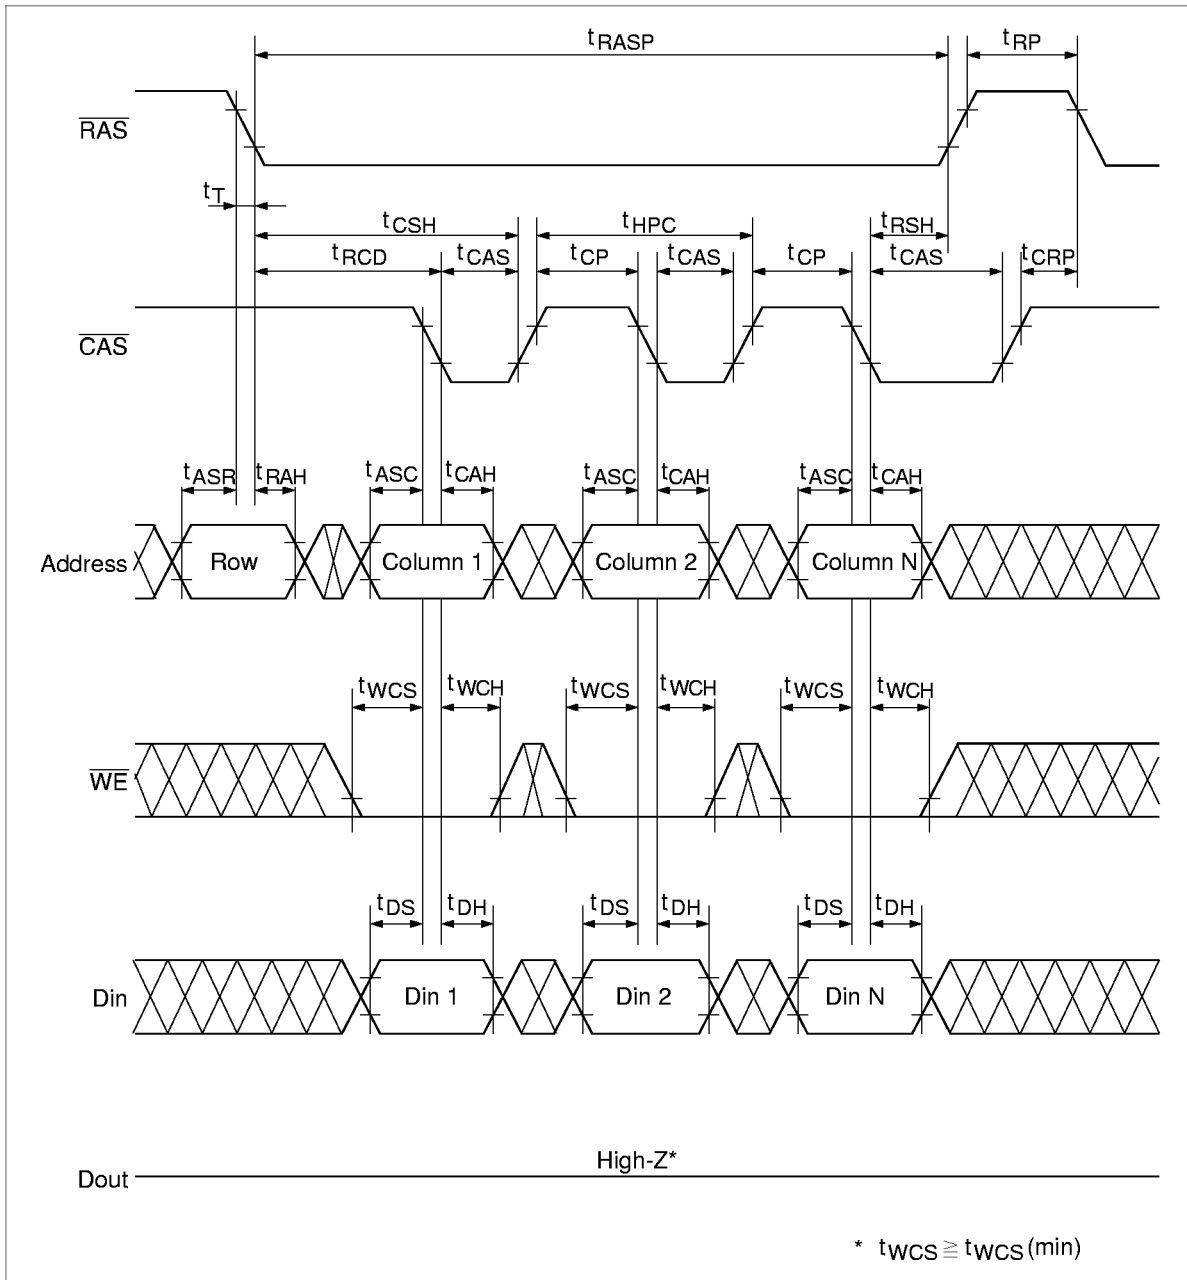 tRASP tRP
RAS
tT
tCSH tHPC tRSH
tRCD tCAS tCP tCAS tCP tCAS tCRP
CAS
tASR tRAH tASC tCAH tASC tCAH tASC tCAH
Address Row Column 1 Column 2 Column N
tWCS tWCH tWCS tWCH tWCS tWCH
WE
tDS tDH tDS tDH tDS tDH
Din Din 1 Din 2 Din N
High-Z*
Dout
* tWCS ≧ tWCS (min)